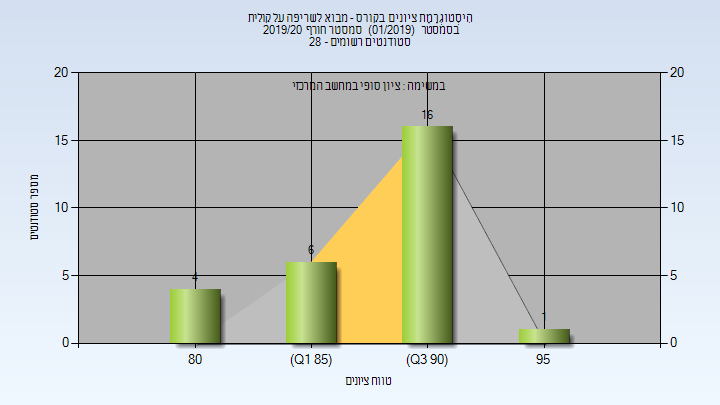 היסטוגרמת ציונים בקורס - מבוא לשריפה על קולית
בסמסטר (01/2019) סמסטר חורף 2019/20
סטודנטים רשומים - 28
במשימה : ציון סופי במחשב המרכזי
20 20
15 15
10 10
5 5
0 0
מספר סטודנטים
4
6
16
1
80 (Q1 85) (Q3 90) 95
טווח ציונים